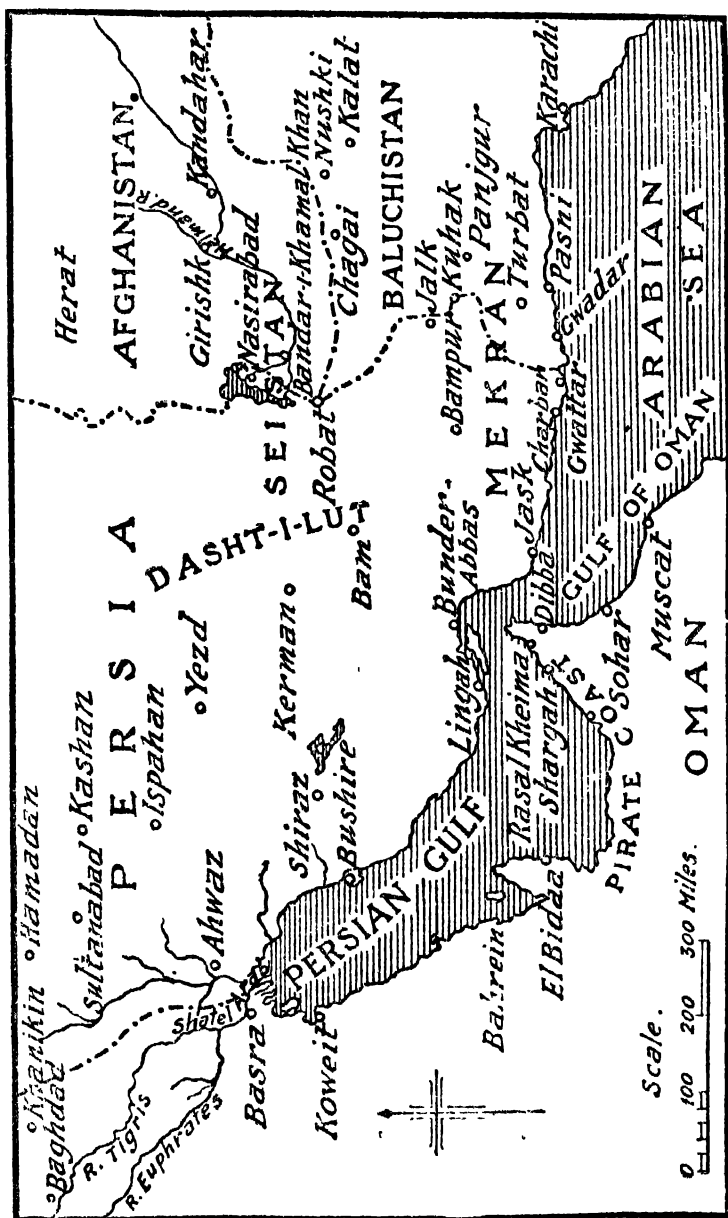 Khanikin
Baghdad
Hamadan
Sultanabad
Kashan
Ispahan
R. Tigris
R. Euphrates
Shat el Arab
Ahwaz
Basra
Koweit
PERSIA
Yezd
Kerman
Shiraz
Bushire
DASHT-I-LUT
Bam
Herat
AFGHANISTAN
Girishk
Kandahar
Helmand R.
Nasirabad
SEISTAN
Bandar-i-Khamal-Khan
Robat
Chagai
Nushki
Kalat
BALUCHISTAN
Jalk
Kuhak
Bampur
Panjgur
MEKRAN
Turbat
Bunder-
Abbas
Jask
Charbar
Gwattar
Gwadar
Pasni
Karachi
Lingah
PERSIAN GULF
Bahrein
El Bidda
Ras al Kheima
Shargah
Dibba
PIRATE COAST
Sohar
GULF OF OMAN
ARABIAN
SEA
Muscat
OMAN
Scale.
0 100 200 300 Miles.